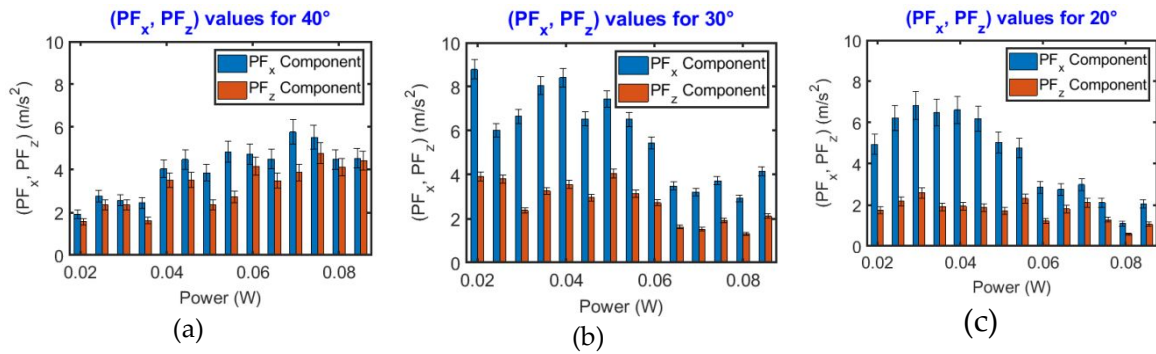 (PFx, PFz) values for 40°
10
8
6
4
2
0
(PFx, PFz) (m/s²)
PFx Component
PFz Component
0.02 0.04 0.06 0.08
Power (W)
(a)
(PFx, PFz) values for 30°
10
8
6
4
2
0
(PFx, PFz) (m/s²)
PFx Component
PFz Component
0.02 0.04 0.06 0.08
Power (W)
(b)
(PFx, PFz) values for 20°
10
8
6
4
2
0
(PFx, PFz) (m/s²)
PFx Component
PFz Component
0.02 0.04 0.06 0.08
Power (W)
(c)